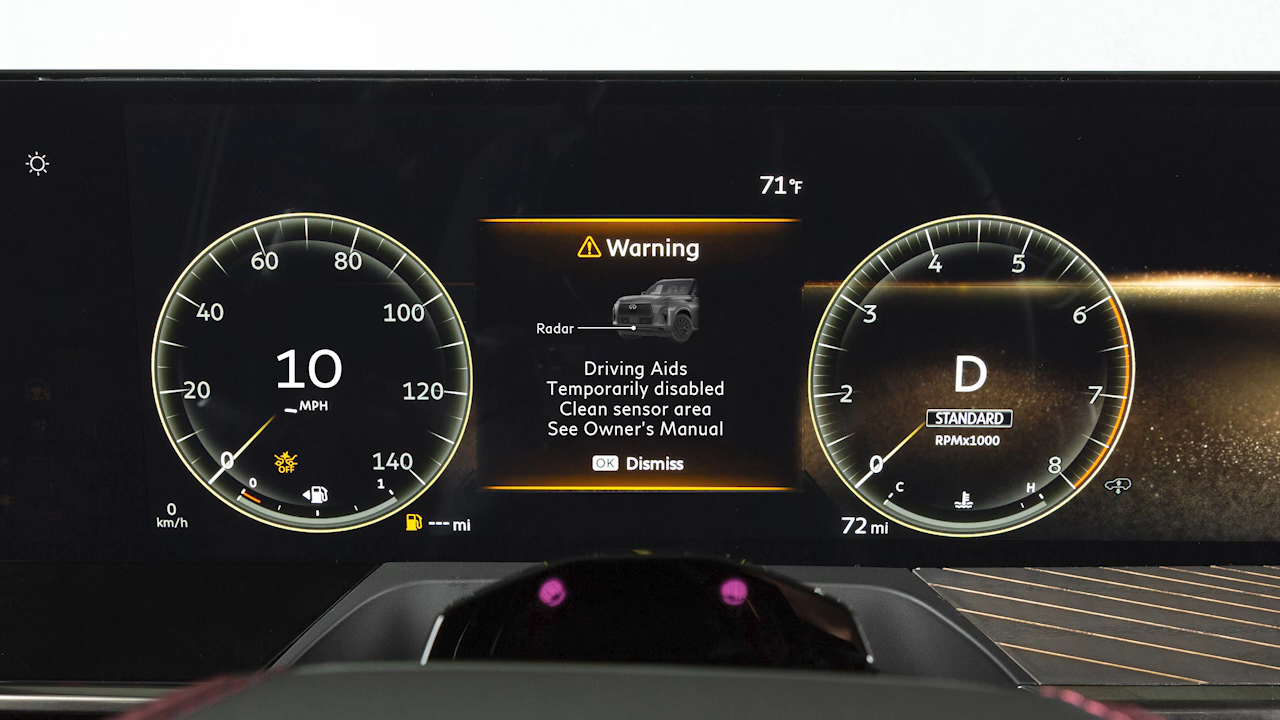 71°F
60
80
40
100
10
20
120
MPH
0
140
OFF
0
1
0
km/h
--- mi
Warning
Radar
Driving Aids
Temporarily disabled
Clean sensor area
See Owner's Manual
OK Dismiss
4
5
3
6
D
2
7
STANDARD
RPMx1000
0
8
C
H
72 mi